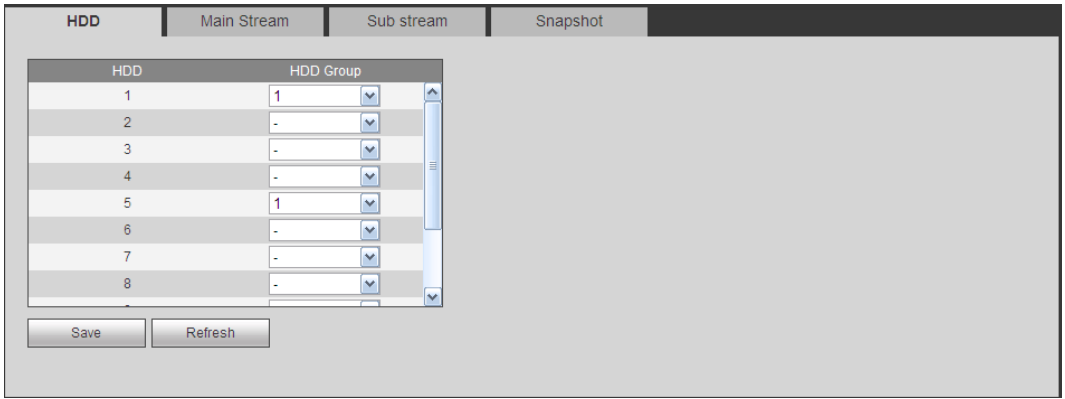 HDD Main Stream Sub stream Snapshot
HDD HDD Group
1 1
2 -
3 -
4 -
5 1
6 -
7 -
8 -
Save Refresh